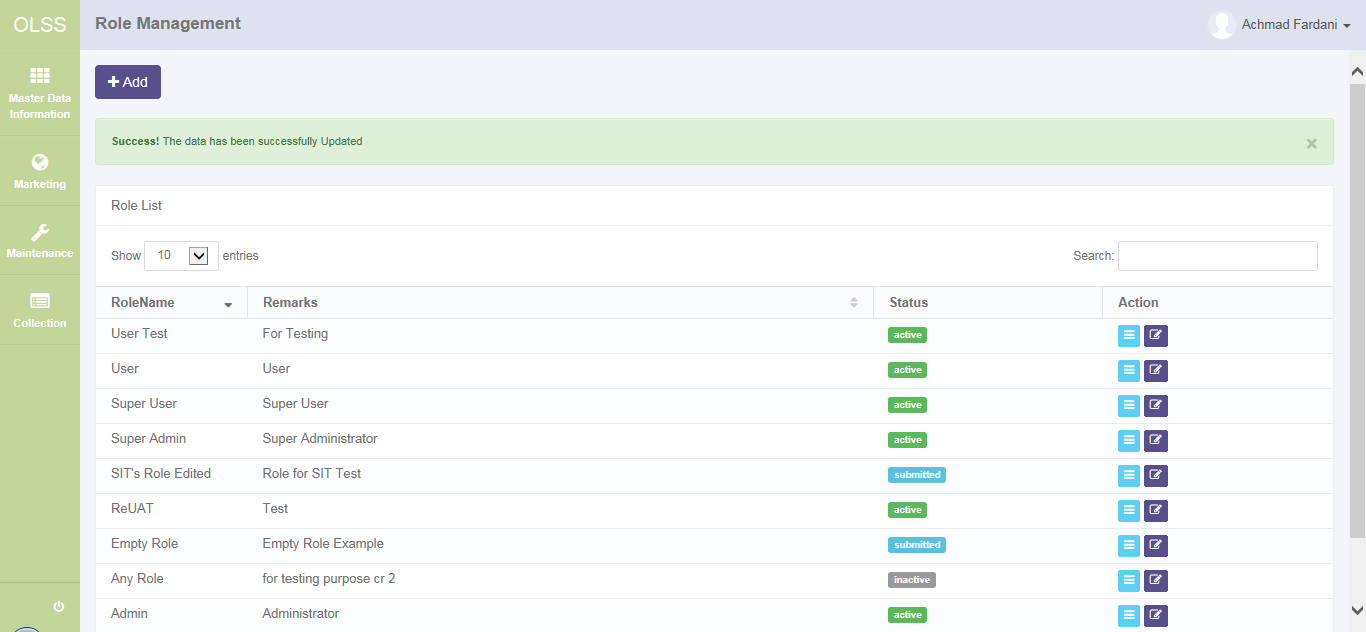 OLSS
Role Management
Achmad Fardani
Master Data
Information
Marketing
Maintenance
Collection
Add
Success! The data has been successfully Updated
×
Role List
Show 10 entries
Search:
RoleName Remarks Status Action
User Test For Testing active
User User active
Super User Super User active
Super Admin Super Administrator active
SIT's Role Edited Role for SIT Test submitted
ReUAT Test active
Empty Role Empty Role Example submitted
Any Role for testing purpose cr 2 inactive
Admin Administrator active